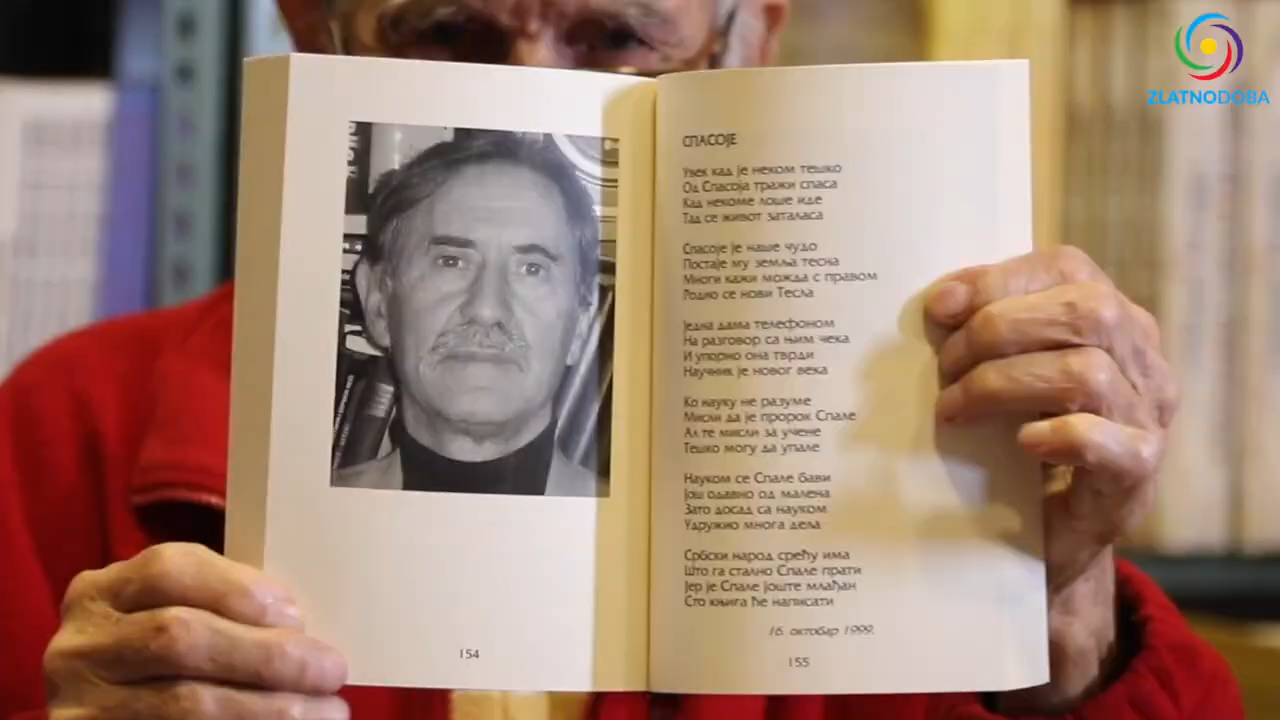 ZLATNODOBA
СПАСОЈЕ
Увек кад је неком тешко
Од Спасоја тражи спаса
Кад некоме лоше иде
Тад се живот заталаса
Спасоје је наше чудо
Постаје му земља тесна
Многи кажи можда с правом
Родио се нови Тесла
Једна дама телефоном
На разговор са њим чека
И упорно она тврди
Научник је новог века
Ко науку не разуме
Мисли да је пророк Спале
Ал те мисли за учене
Тешко могу да упале
Науком се Спале бави
Још одавно од малена
Зато досад са науком
Удружио многа дела
Србски народ срећу има
Што га стално Спале прати
Јер је Спале јоште млађан
Сто књига ће написати
16. октобар 1999.
154
155